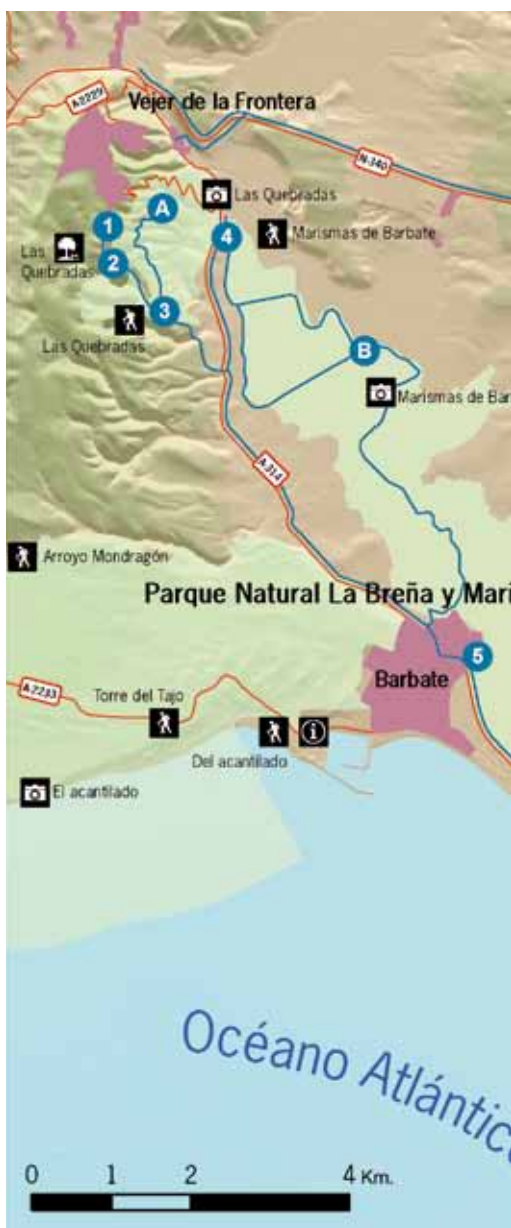 A2229
Vejer de la Frontera
N-340
Las Quebradas
1
A
4
Marismas de Barbate
Las
Quebradas
2
3
Las Quebradas
B
Marismas de Bar
A-314
Arroyo Mondragón
Parque Natural La Breña y Mari
5
A2233
Torre del Tajo
Barbate
i
Del acantilado
El acantilado
Océano Atlántico
0 1 2 4 Km.